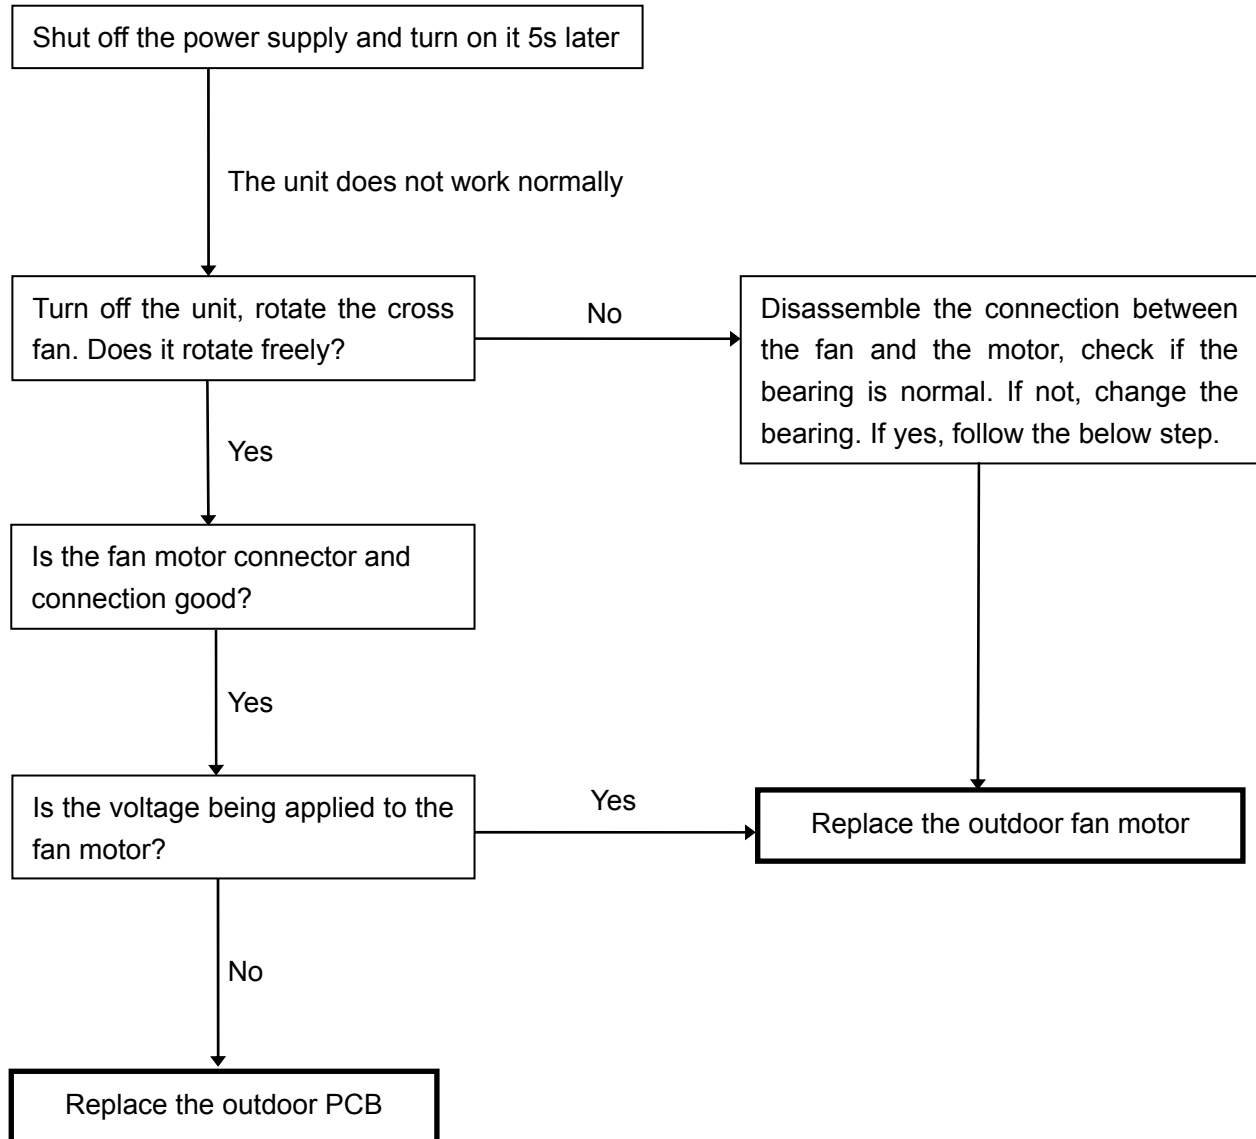 Shut off the power supply and turn on it 5s later
The unit does not work normally
Turn off the unit, rotate the cross
fan. Does it rotate freely?
No
Disassemble the connection between
the fan and the motor, check if the
bearing is normal. If not, change the
bearing. If yes, follow the below step.
Yes
Is the fan motor connector and
connection good?
Yes
Is the voltage being applied to the
fan motor?
Yes
Replace the outdoor fan motor
No
Replace the outdoor PCB